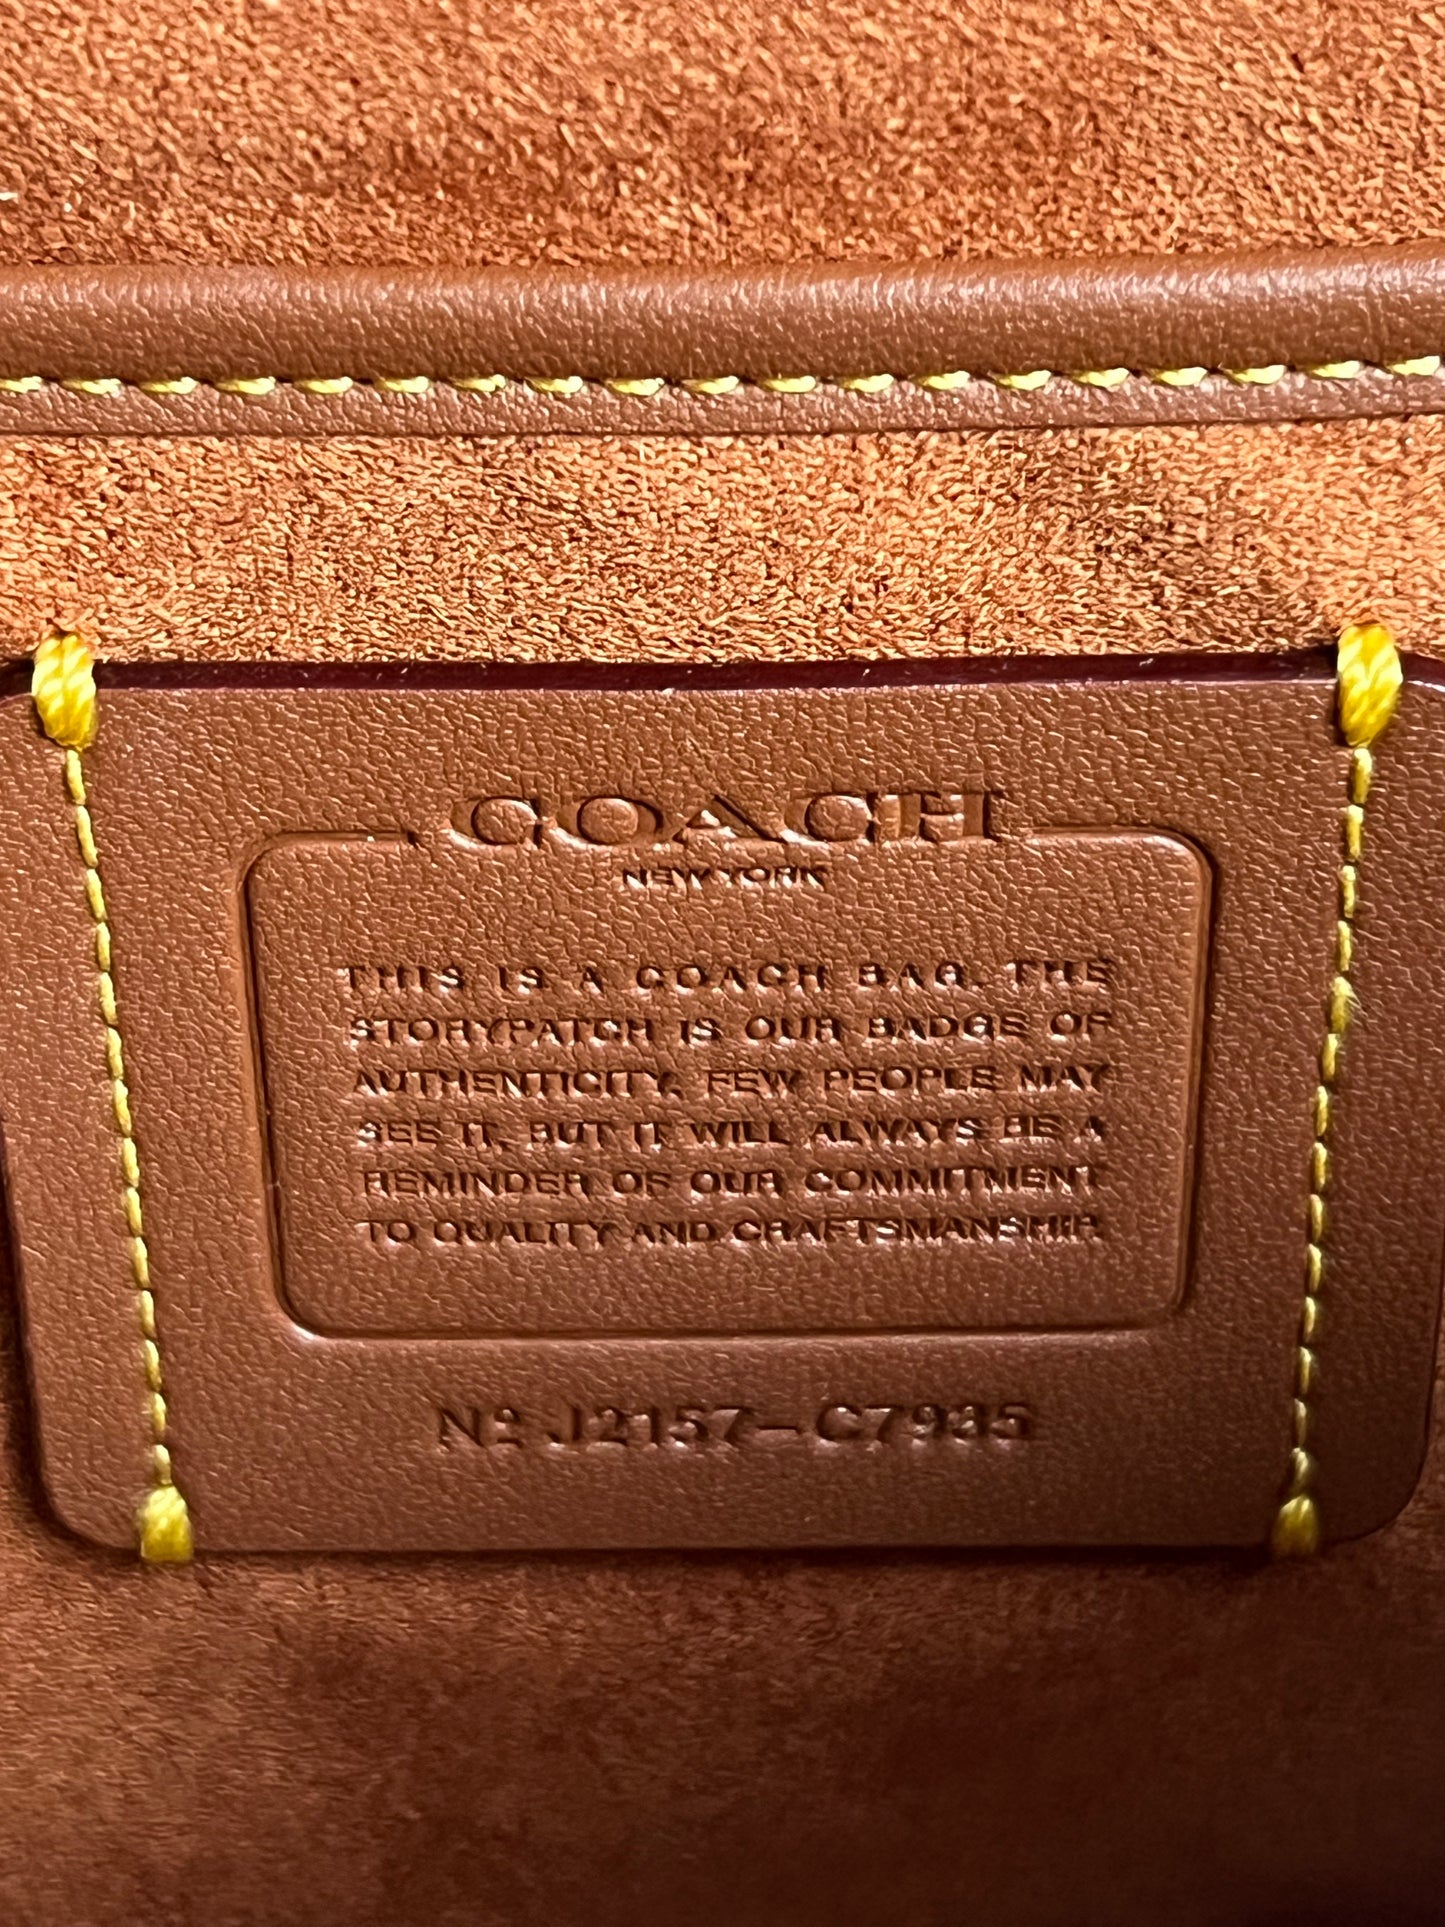 COACH
NEW YORK
THIS IS A COACH BAG. THE
STORYPATCH IS OUR BADGE OF
AUTHENTICITY. FEW PEOPLE MAY
SEE IT, BUT IT WILL ALWAYS BE A
REMINDER OF OUR COMMITMENT
TO QUALITY AND CRAFTSMANSHIP.
Nº J2157-C7935